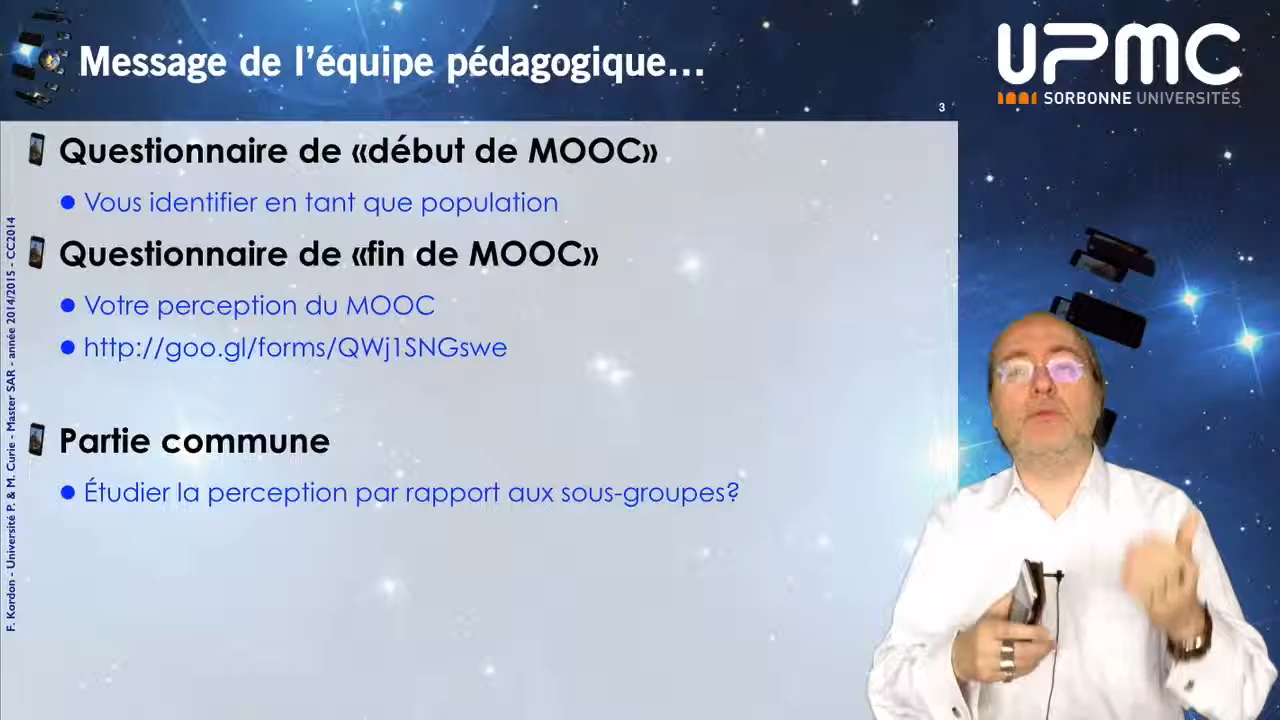 Message de l'équipe pédagogique...
UPMC
SORBONNE UNIVERSITÉS
3
Questionnaire de «début de MOOC»
Vous identifier en tant que population
Questionnaire de «fin de MOOC»
Votre perception du MOOC
http://goo.gl/forms/QWj1SNGswe
Partie commune
Étudier la perception par rapport aux sous-groupes?
F. Kordon - Université P. & M. Curie - Master SAR - année 2014/2015 - CC2014